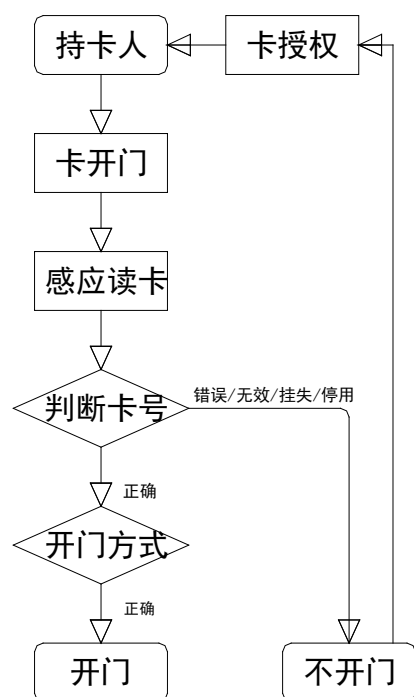 持卡人
卡授权
卡开门
感应读卡
判断卡号
错误/无效/挂失/停用
正确
开门方式
正确
开门
不开门